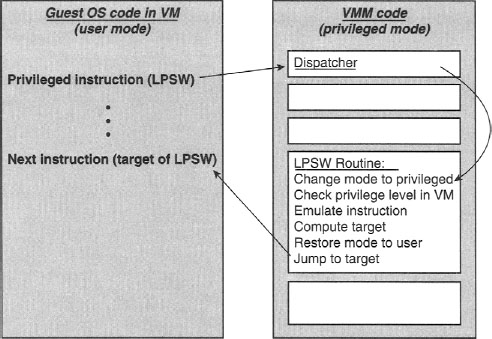 Guest OS code in VM
(user mode)
Privileged instruction (LPSW)
Next instruction (target of LPSW)
VMM code
(privileged mode)
Dispatcher
LPSW Routine:
Change mode to privileged
Check privilege level in VM
Emulate instruction
Compute target
Restore mode to user
Jump to target